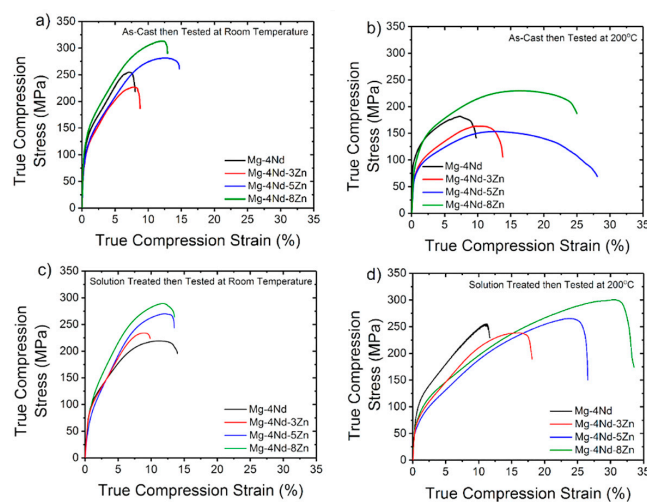 a)
As-Cast then Tested at Room Temperature
350
300
250
200
150
100
50
0
True Compression
Stress (MPa)
Mg-4Nd
Mg-4Nd-3Zn
Mg-4Nd-5Zn
Mg-4Nd-8Zn
0 5 10 15 20 25 30 35
True Compression Strain (%)
b)
As-Cast then Tested at 200°C
350
300
250
200
150
100
50
0
True Compression
Stress (MPa)
Mg-4Nd
Mg-4Nd-3Zn
Mg-4Nd-5Zn
Mg-4Nd-8Zn
0 5 10 15 20 25 30 35
True Compression Strain (%)
c)
Solution Treated then Tested at Room Temperature
350
300
250
200
150
100
50
0
True Compression
Stress (MPa)
Mg-4Nd
Mg-4Nd-3Zn
Mg-4Nd-5Zn
Mg-4Nd-8Zn
0 5 10 15 20 25 30 35
True Compression Strain (%)
d)
Solution Treated then Tested at 200°C
350
300
250
200
150
100
50
0
True Compression
Stress (MPa)
Mg-4Nd
Mg-4Nd-3Zn
Mg-4Nd-5Zn
Mg-4Nd-8Zn
0 5 10 15 20 25 30 35
True Compression Strain (%)